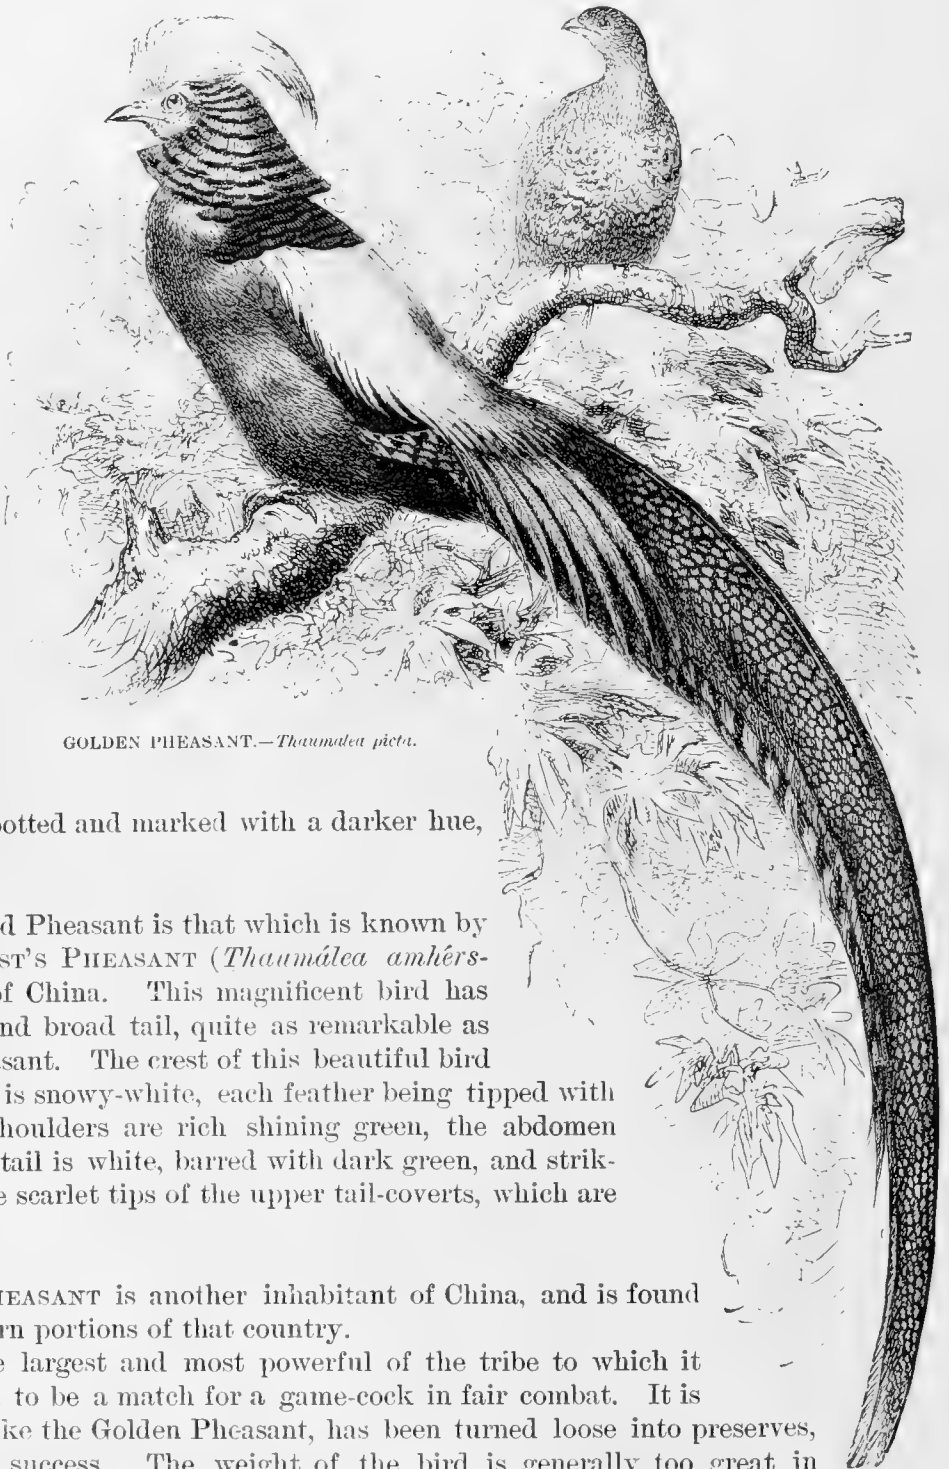 GOLDEN PHEASANT.—Thaumalea picta.
otted and marked with a darker hue,
d Pheasant is that which is known by
ST'S PHEASANT (Thaumálea amhêrs-
f China. This magnificent bird has
nd broad tail, quite as remarkable as
sant. The crest of this beautiful bird
is snowy-white, each feather being tipped with
houlders are rich shining green, the abdomen
tail is white, barred with dark green, and strik-
e scarlet tips of the upper tail-coverts, which are
HEASANT is another inhabitant of China, and is found
rn portions of that country.
e largest and most powerful of the tribe to which it
to be a match for a game-cock in fair combat. It is
ke the Golden Pheasant, has been turned loose into preserves,
success. The weight of the bird is generally too great in